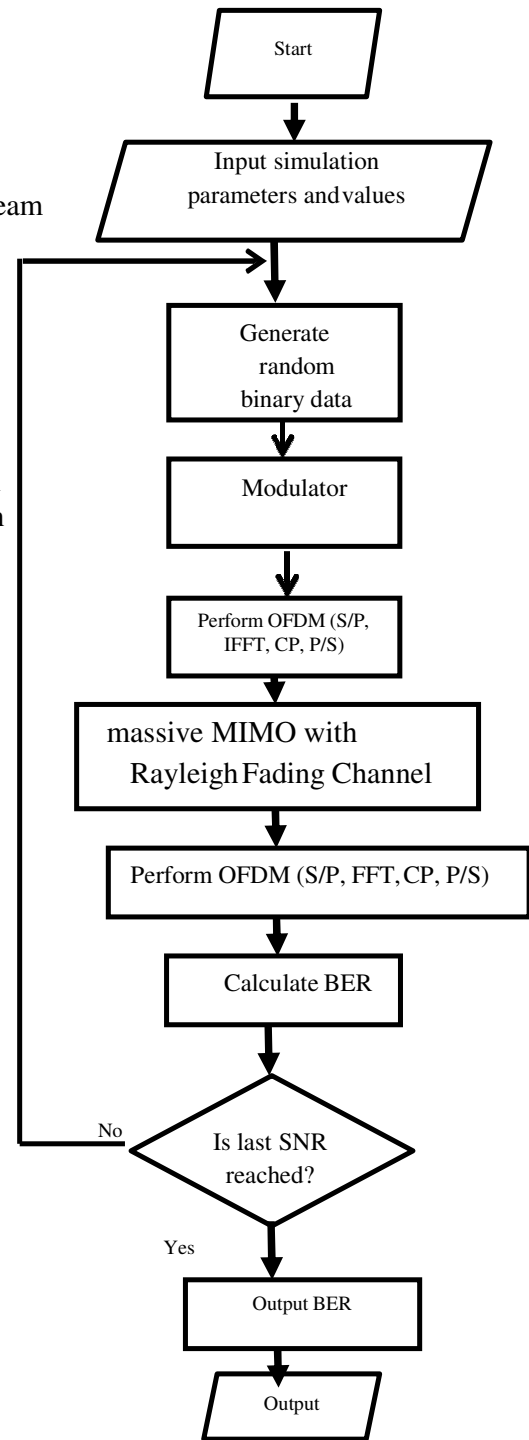 Start
Input simulation
parameters and values
eam
Generate
random
binary data
Modulator
n
Perform OFDM (S/P,
IFFT, CP, P/S)
massive MIMO with
Rayleigh Fading Channel
Perform OFDM (S/P, FFT, CP, P/S)
Calculate BER
No
Is last SNR
reached?
Yes
Output BER
Output